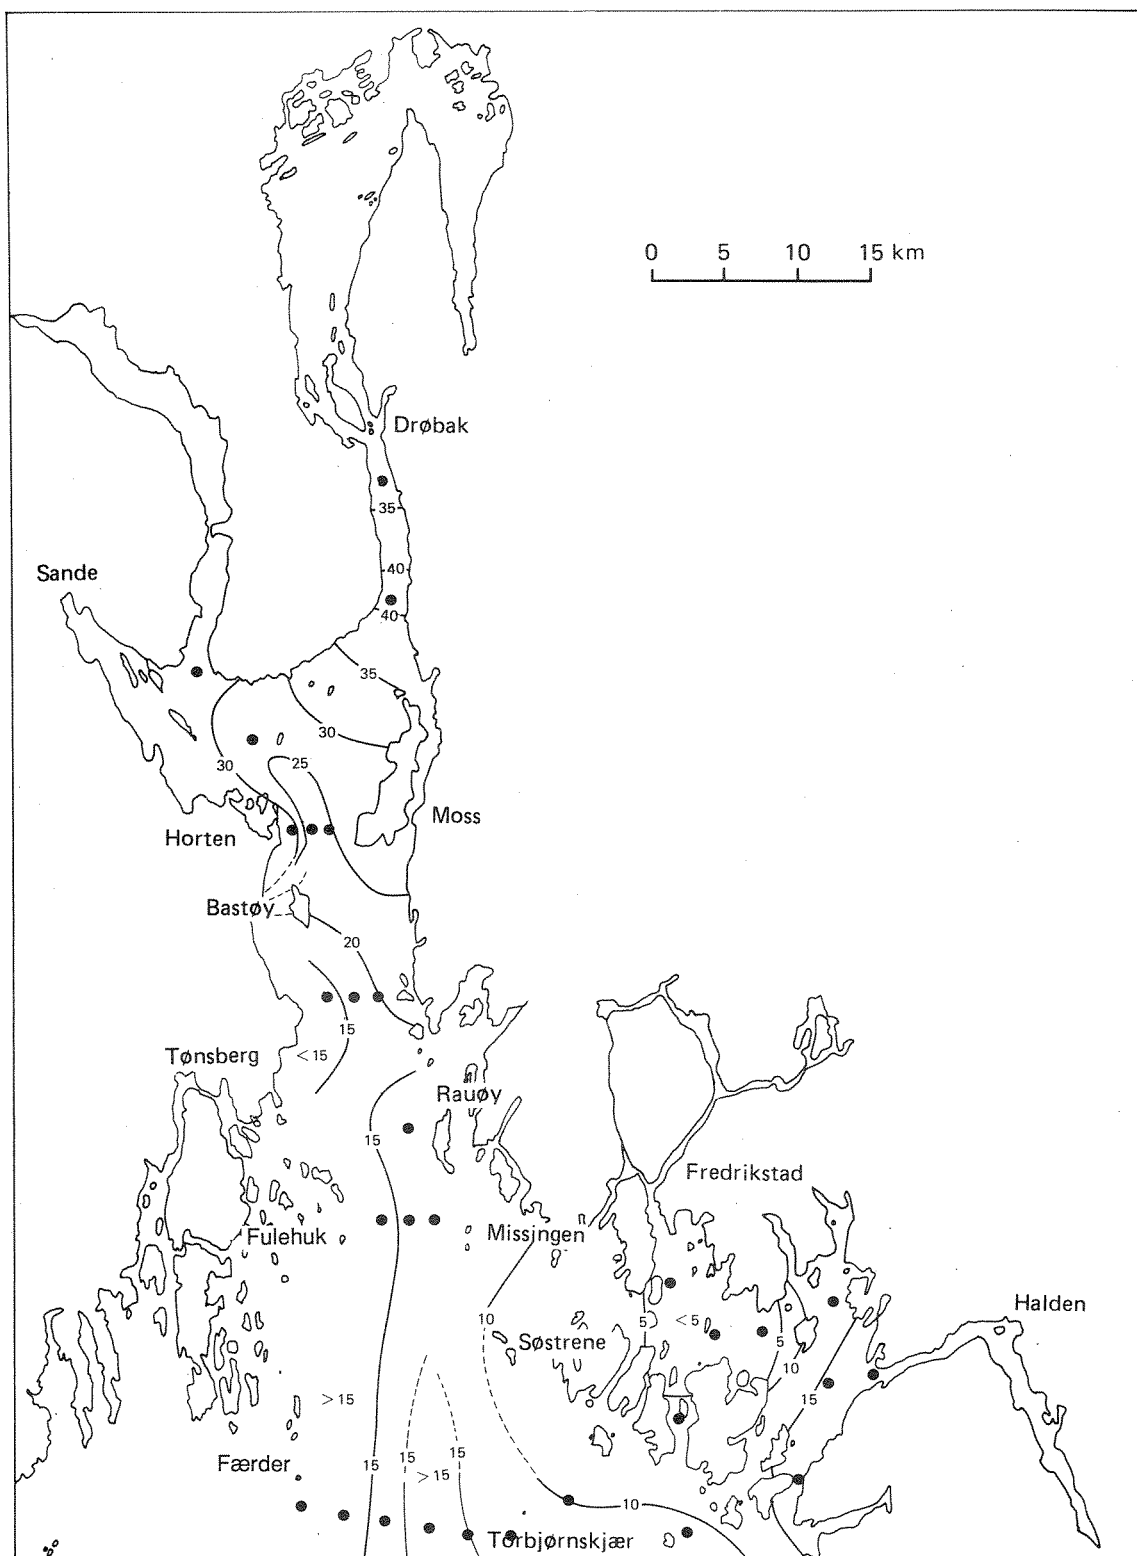 0 5 10 15 km
Drøbak
35
40
Sande
40
35
30
30
25
Moss
Horten
Bastøy
20
15
Tønsberg
<15
Rauøy
15
Fredrikstad
Fulehuk
Missingen
10
Halden
5
<5
Søstrene
5
10
>15
15
Færder
15
15
>15
15
10
Torbjørnskjær